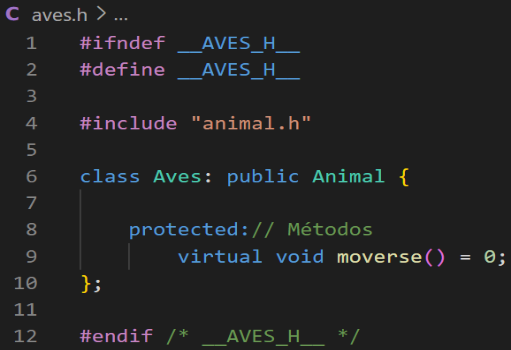 C aves.h > ...
1 #ifndef __AVES_H__
2 #define __AVES_H__
3
4 #include "animal.h"
5
6 class Aves: public Animal {
7
8     protected:// Métodos
9         virtual void moverse() = 0;
10 };
11
12 #endif /* __AVES_H__ */